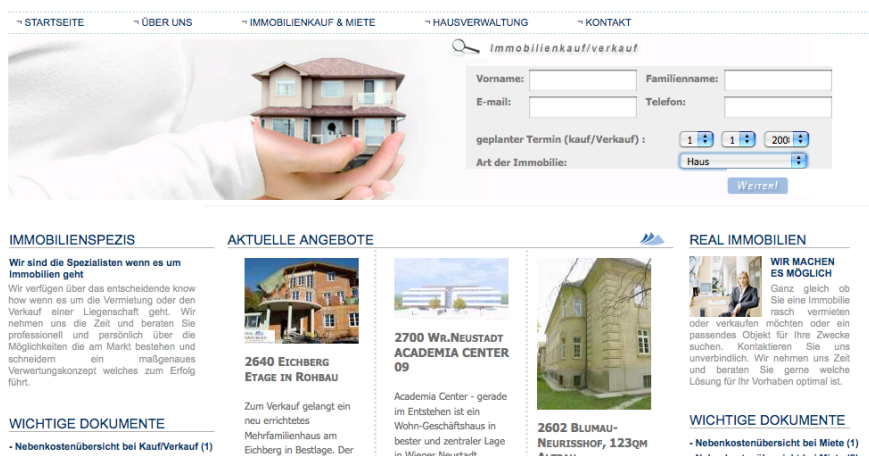 ¬ STARTSEITE ¬ ÜBER UNS ¬ IMMOBILIENKAUF & MIETE ¬ HAUSVERWALTUNG ¬ KONTAKT
Immobilienkauf/verkauf
Vorname: Familienname:
E-mail: Telefon:
geplanter Termin (kauf/Verkauf) : 1 1 200
Art der Immobilie: Haus
WEITER!
IMMOBILIENSPEZIS
Wir sind die Spezialisten wenn es um
Immobilien geht
Wir verfügen über das entscheidende know
how wenn es um die Vermietung oder den
Verkauf einer Liegenschaft geht. Wir
nehmen uns die Zeit und beraten Sie
professionell und persönlich über die
Möglichkeiten die am Markt bestehen und
schneidern ein maßgenaues
Verwertungskonzept welches zum Erfolg
führt.
WICHTIGE DOKUMENTE
- Nebenkostenübersicht bei Kauf/Verkauf (1)
AKTUELLE ANGEBOTE
2640 EICHBERG
ETAGE IN ROHBAU
Zum Verkauf gelangt ein
neu errichtetes
Mehrfamilienhaus am
Eichberg in Bestlage. Der
2700 WR.NEUSTADT
ACADEMIA CENTER
09
Academia Center - gerade
im Entstehen ist ein
Wohn-Geschäftshaus in
bester und zentraler Lage
in Wiener Neustadt
2602 BLUMAU-
NEURISSHOF, 123QM
ALTBAU
REAL IMMOBILIEN
WIR MACHEN
ES MÖGLICH
Ganz gleich ob
Sie eine Immobilie
rasch vermieten
oder verkaufen möchten oder ein
passendes Objekt für Ihre Zwecke
suchen. Kontaktieren Sie uns
unverbindlich. Wir nehmen uns Zeit
und beraten Sie gerne welche
Lösung für Ihr Vorhaben optimal ist.
WICHTIGE DOKUMENTE
- Nebenkostenübersicht bei Miete (1)
- Nebenkostenübersicht bei Miete (2)